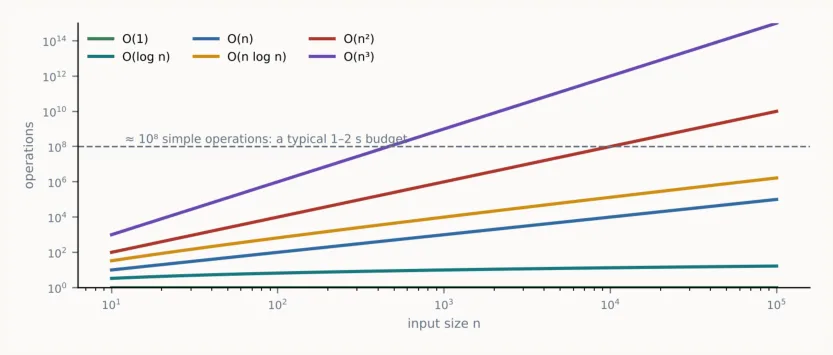 O(1)
O(log n)
O(n)
O(n log n)
O(n²)
O(n³)
≈ 10⁸ simple operations: a typical 1–2 s budget
operations
10¹⁴
10¹²
10¹⁰
10⁸
10⁶
10⁴
10²
10⁰
10¹
10²
10³
10⁴
10⁵
input size n